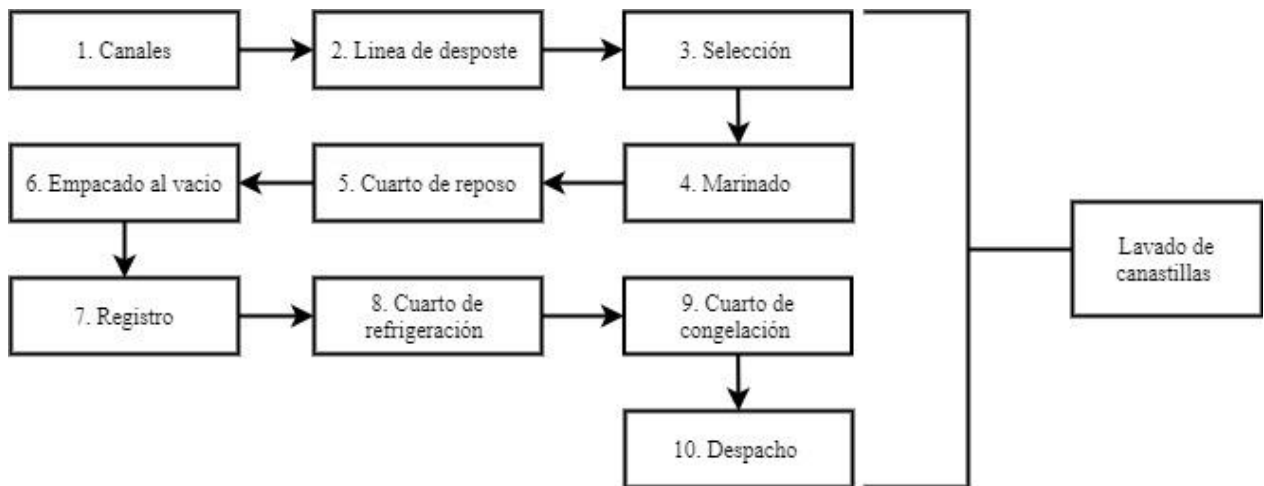 1. Canales
2. Linea de desposte
3. Selección
6. Empacado al vacio
5. Cuarto de reposo
4. Marinado
Lavado de
canastillas
7. Registro
8. Cuarto de
refrigeración
9. Cuarto de
congelación
10. Despacho